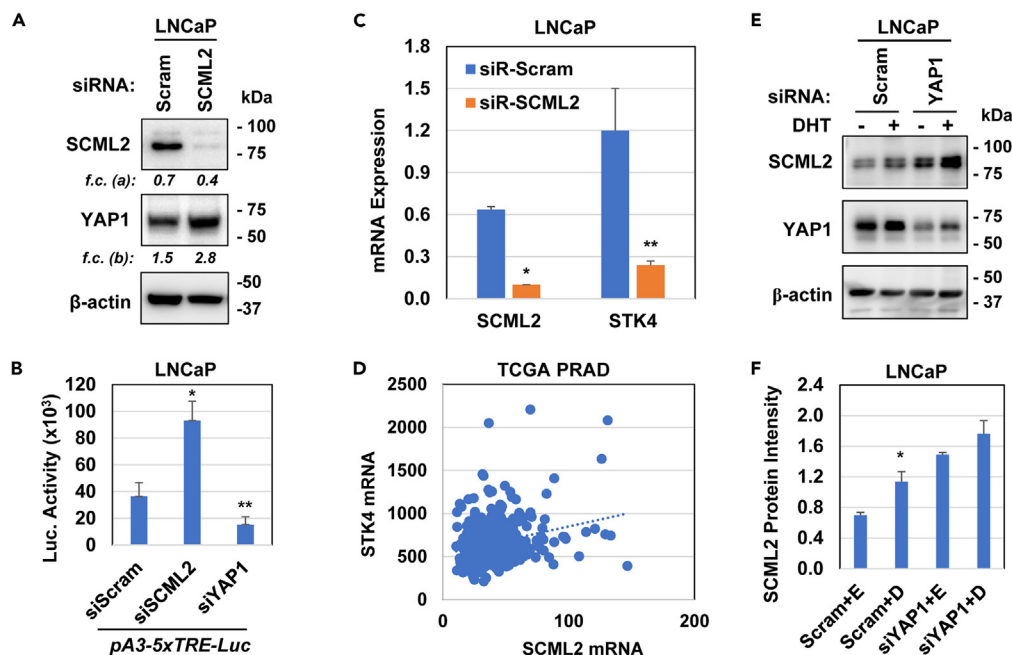 A
LNCaP
siRNA:
Scram
SCML2
kDa
SCML2
- 100
- 75
f.c. (a): 0.7 0.4
YAP1
- 75
- 50
f.c. (b): 1.5 2.8
β-actin
-50
-37
B
LNCaP
Luc. Activity (x10³)
120
100
80
60
40
20
0
*
**
siScram
siSCML2
siYAP1
pA3-5xTRE-Luc
C
LNCaP
mRNA Expression
1.8
1.5
1.2
0.9
0.6
0.3
0.0
siR-Scram
siR-SCML2
*
**
SCML2
STK4
D
TCGA PRAD
STK4 mRNA
2500
2000
1500
1000
500
0
0 100 200
SCML2 mRNA
E
LNCaP
siRNA:
Scram
YAP1
DHT - + - +
kDa
SCML2
- 100
- 75
YAP1
- 75
- 50
β-actin
- 50
- 37
F
LNCaP
SCML2 Protein Intensity
2.4
2.0
1.6
1.2
0.8
0.4
0.0
*
Scram+E
Scram+D
siYAP1+E
siYAP1+D